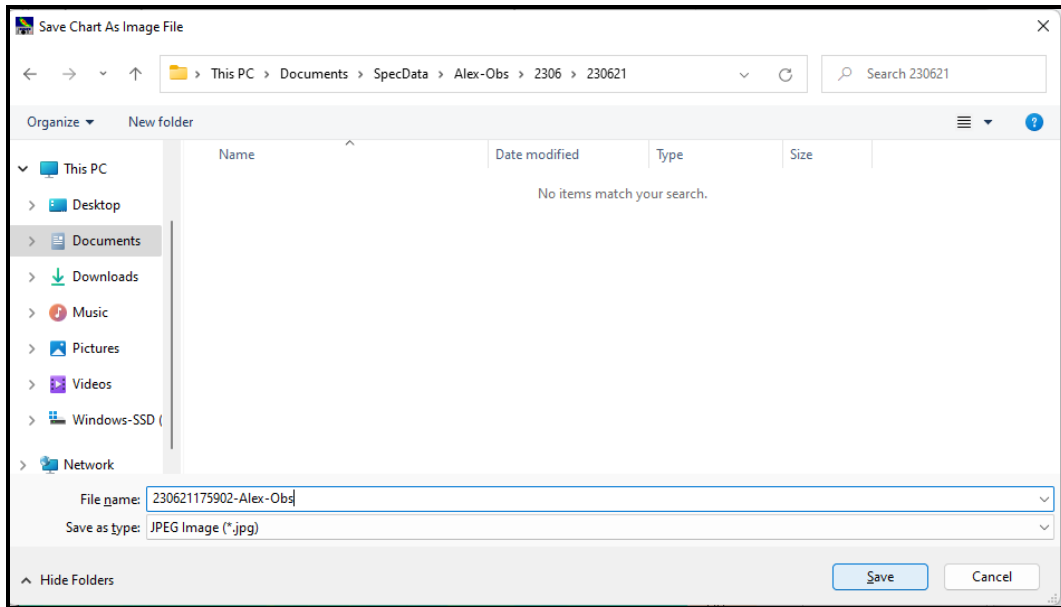 Save Chart As Image File
This PC > Documents > SpecData > Alex-Obs > 2306 > 230621
Search 230621
Organize New folder
Name Date modified Type Size
No items match your search.
This PC
Desktop
Documents
Downloads
Music
Pictures
Videos
Windows-SSD (
Network
File name: 230621175902-Alex-Obs
Save as type: JPEG Image (*.jpg)
Hide Folders Save Cancel